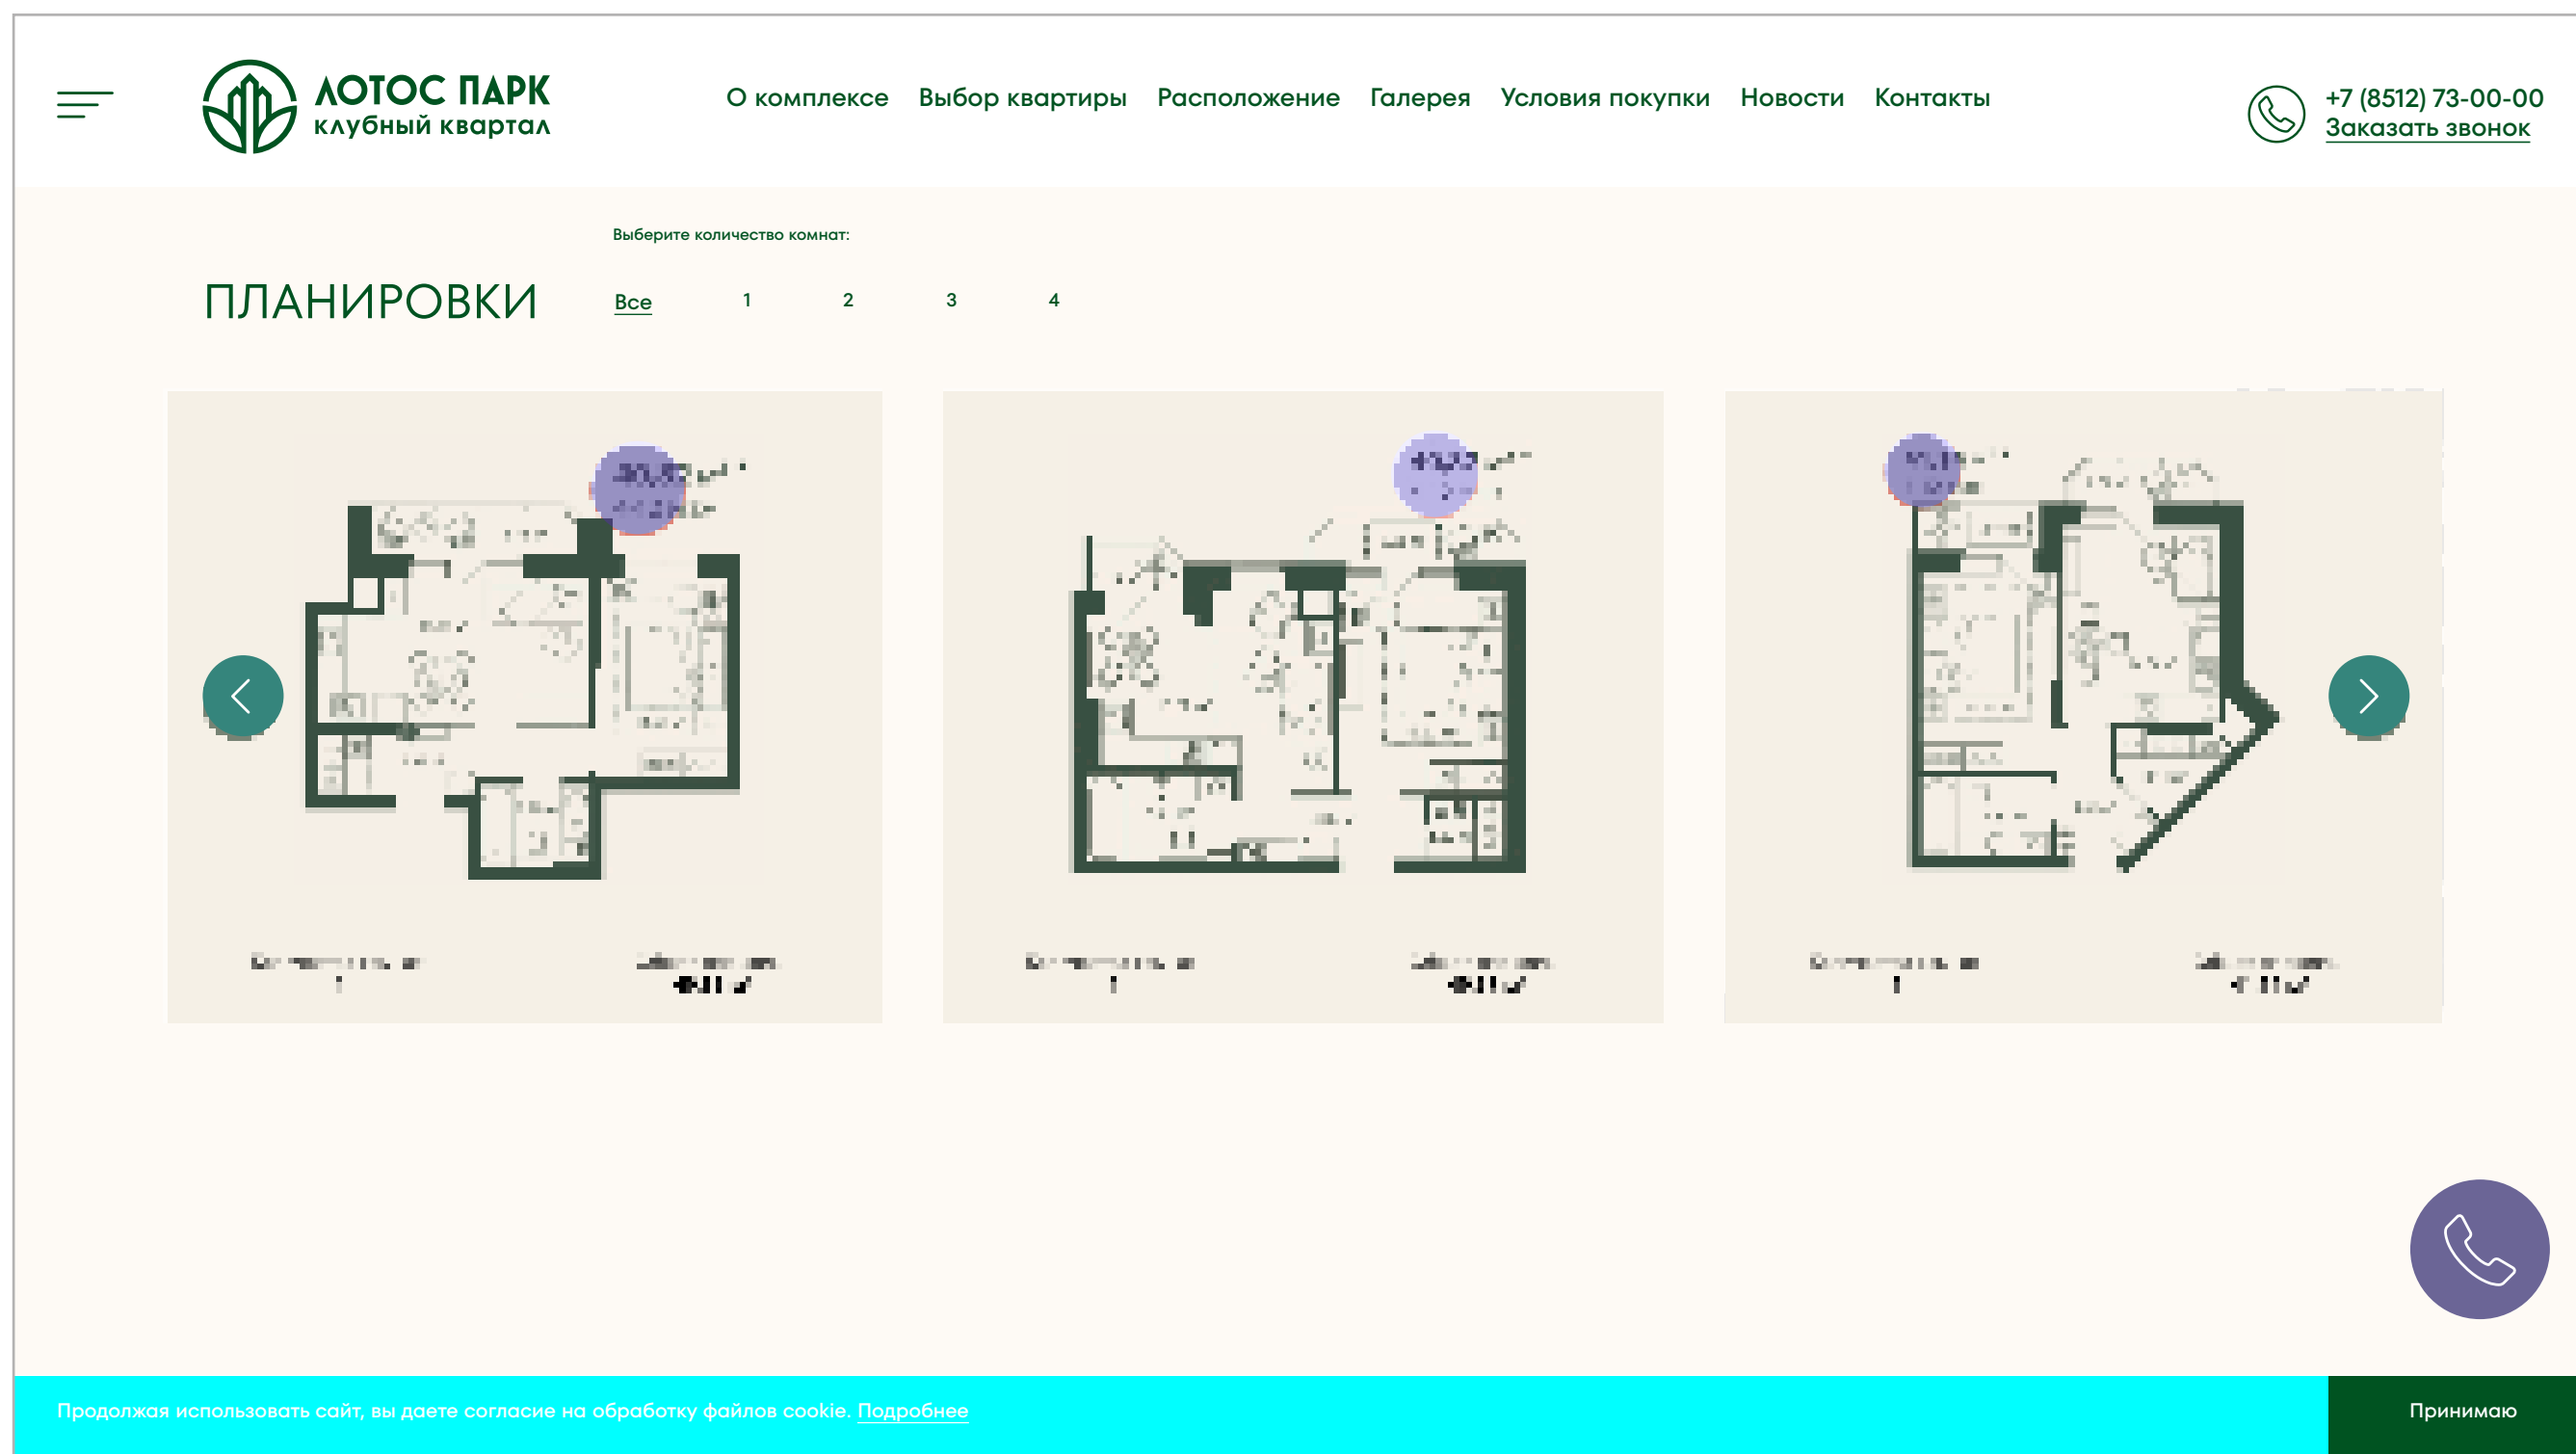 ЛОТОС ПАРК
клубный квартал
О комплексе Выбор квартиры Расположение Галерея Условия покупки Новости Контакты
+7 (8512) 73-00-00
Заказать звонок
Выберите количество комнат:
ПЛАНИРОВКИ
Все 1 2 3 4
Продолжая использовать сайт, вы даете согласие на обработку файлов cookie. Подробнее
Принимаю